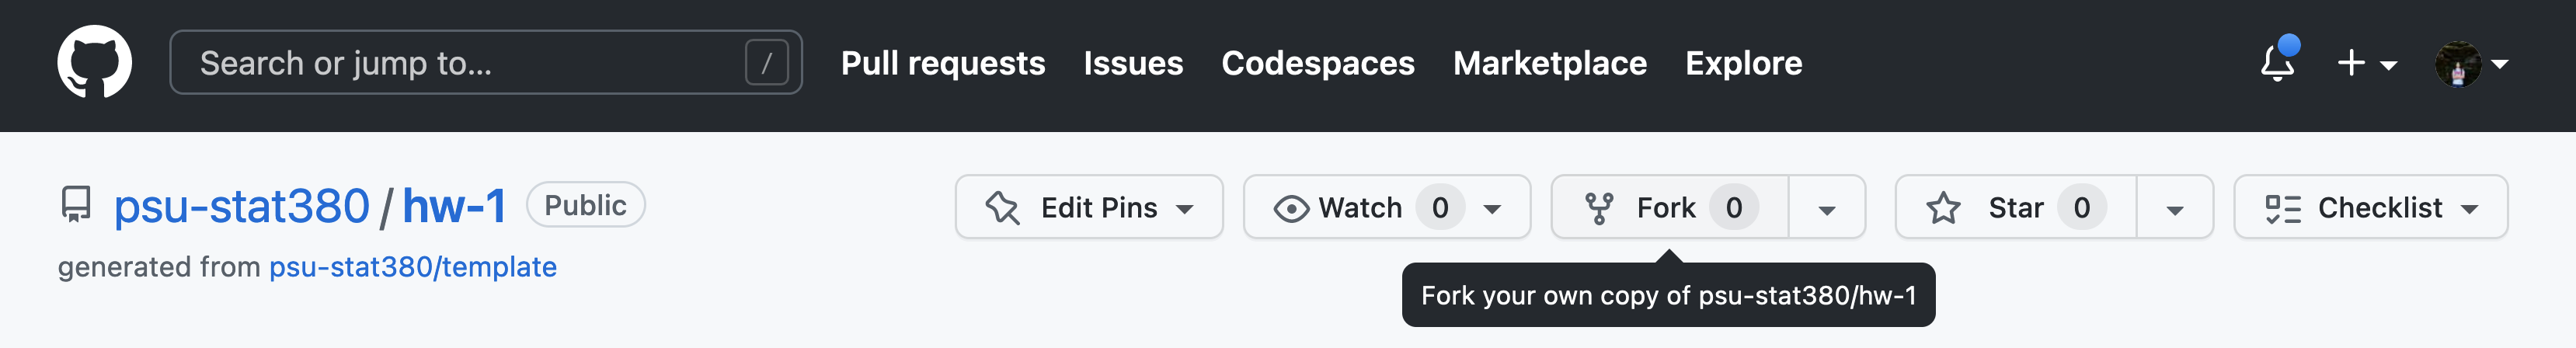 Search or jump to... / Pull requests Issues Codespaces Marketplace Explore
psu-stat380 / hw-1 Public Edit Pins Watch 0 Fork 0 Star 0 Checklist
generated from psu-stat380/template
Fork your own copy of psu-stat380/hw-1